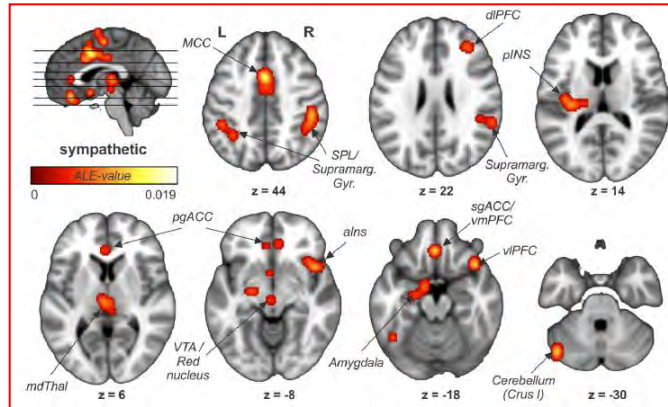 MCC
L
R
dlPFC
pINS
sympathetic
ALE-value
0
0.019
SPL/
Supramarg.
Gyr.
z = 44
Supramarg.
Gyr.
z = 22
z = 14
pgACC
aIns
sgACC/
vmPFC
vlPFC
mdThal
VTA /
Red
nucleus
Amygdala
Cerebellum
(Crus I)
z = 6
z = -8
z = -18
z = -30